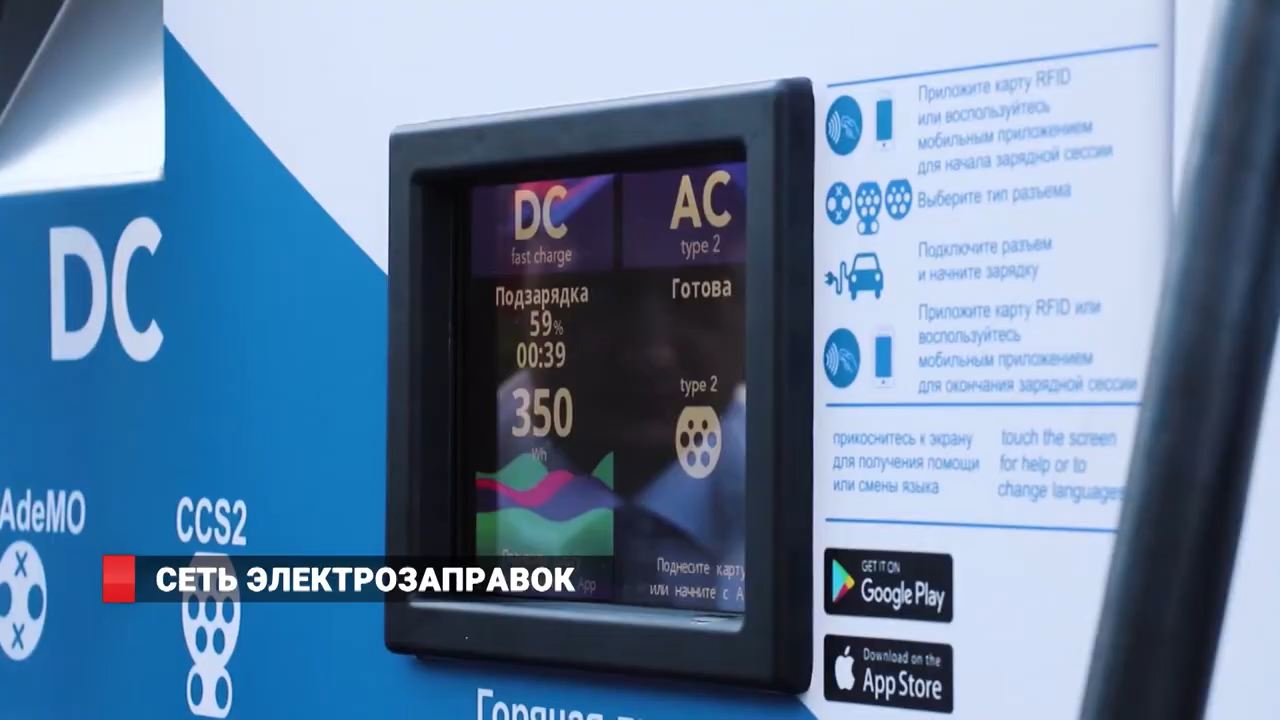 DC
AdeMO
CCS2
DC
fast charge
Подзарядка
59%
00:39
350
Wh
App
AC
type 2
Готова
type 2
Поднесите карту
или начните с A
Приложите карту RFID
или воспользуйтесь
мобильным приложением
для начала зарядной сессии
Выберите тип разъема
Подключите разъем
и начните зарядку
Приложите карту RFID или
воспользуйтесь
мобильным приложением
для окончания зарядной сессии
прикоснитесь к экрану
для получения помощи
или смены языка
touch the screen
for help or to
change languages
GET IT ON
Google Play
Download on the
App Store
СЕТЬ ЭЛЕКТРОЗАПРАВОК
Горячая